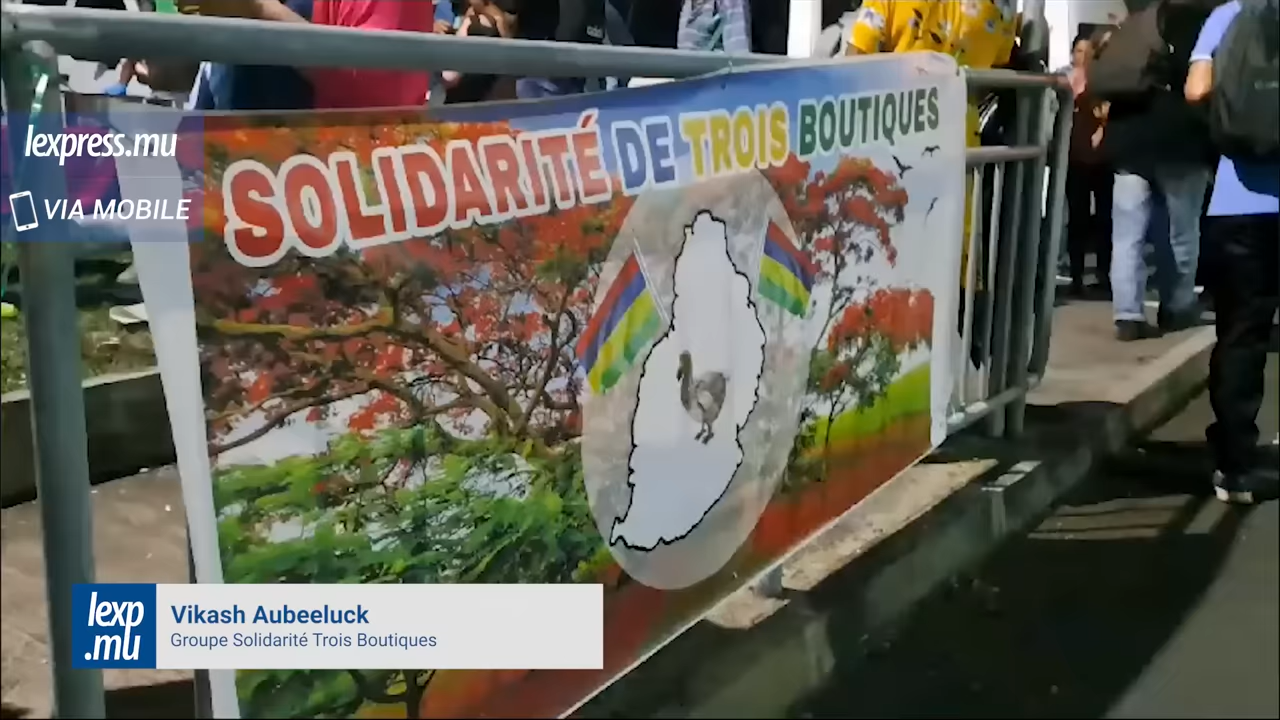 lexpress.mu
VIA MOBILE
SOLIDARITÉ DE TROIS BOUTIQUES
lexp
.mu
Vikash Aubeeluck
Groupe Solidarité Trois Boutiques